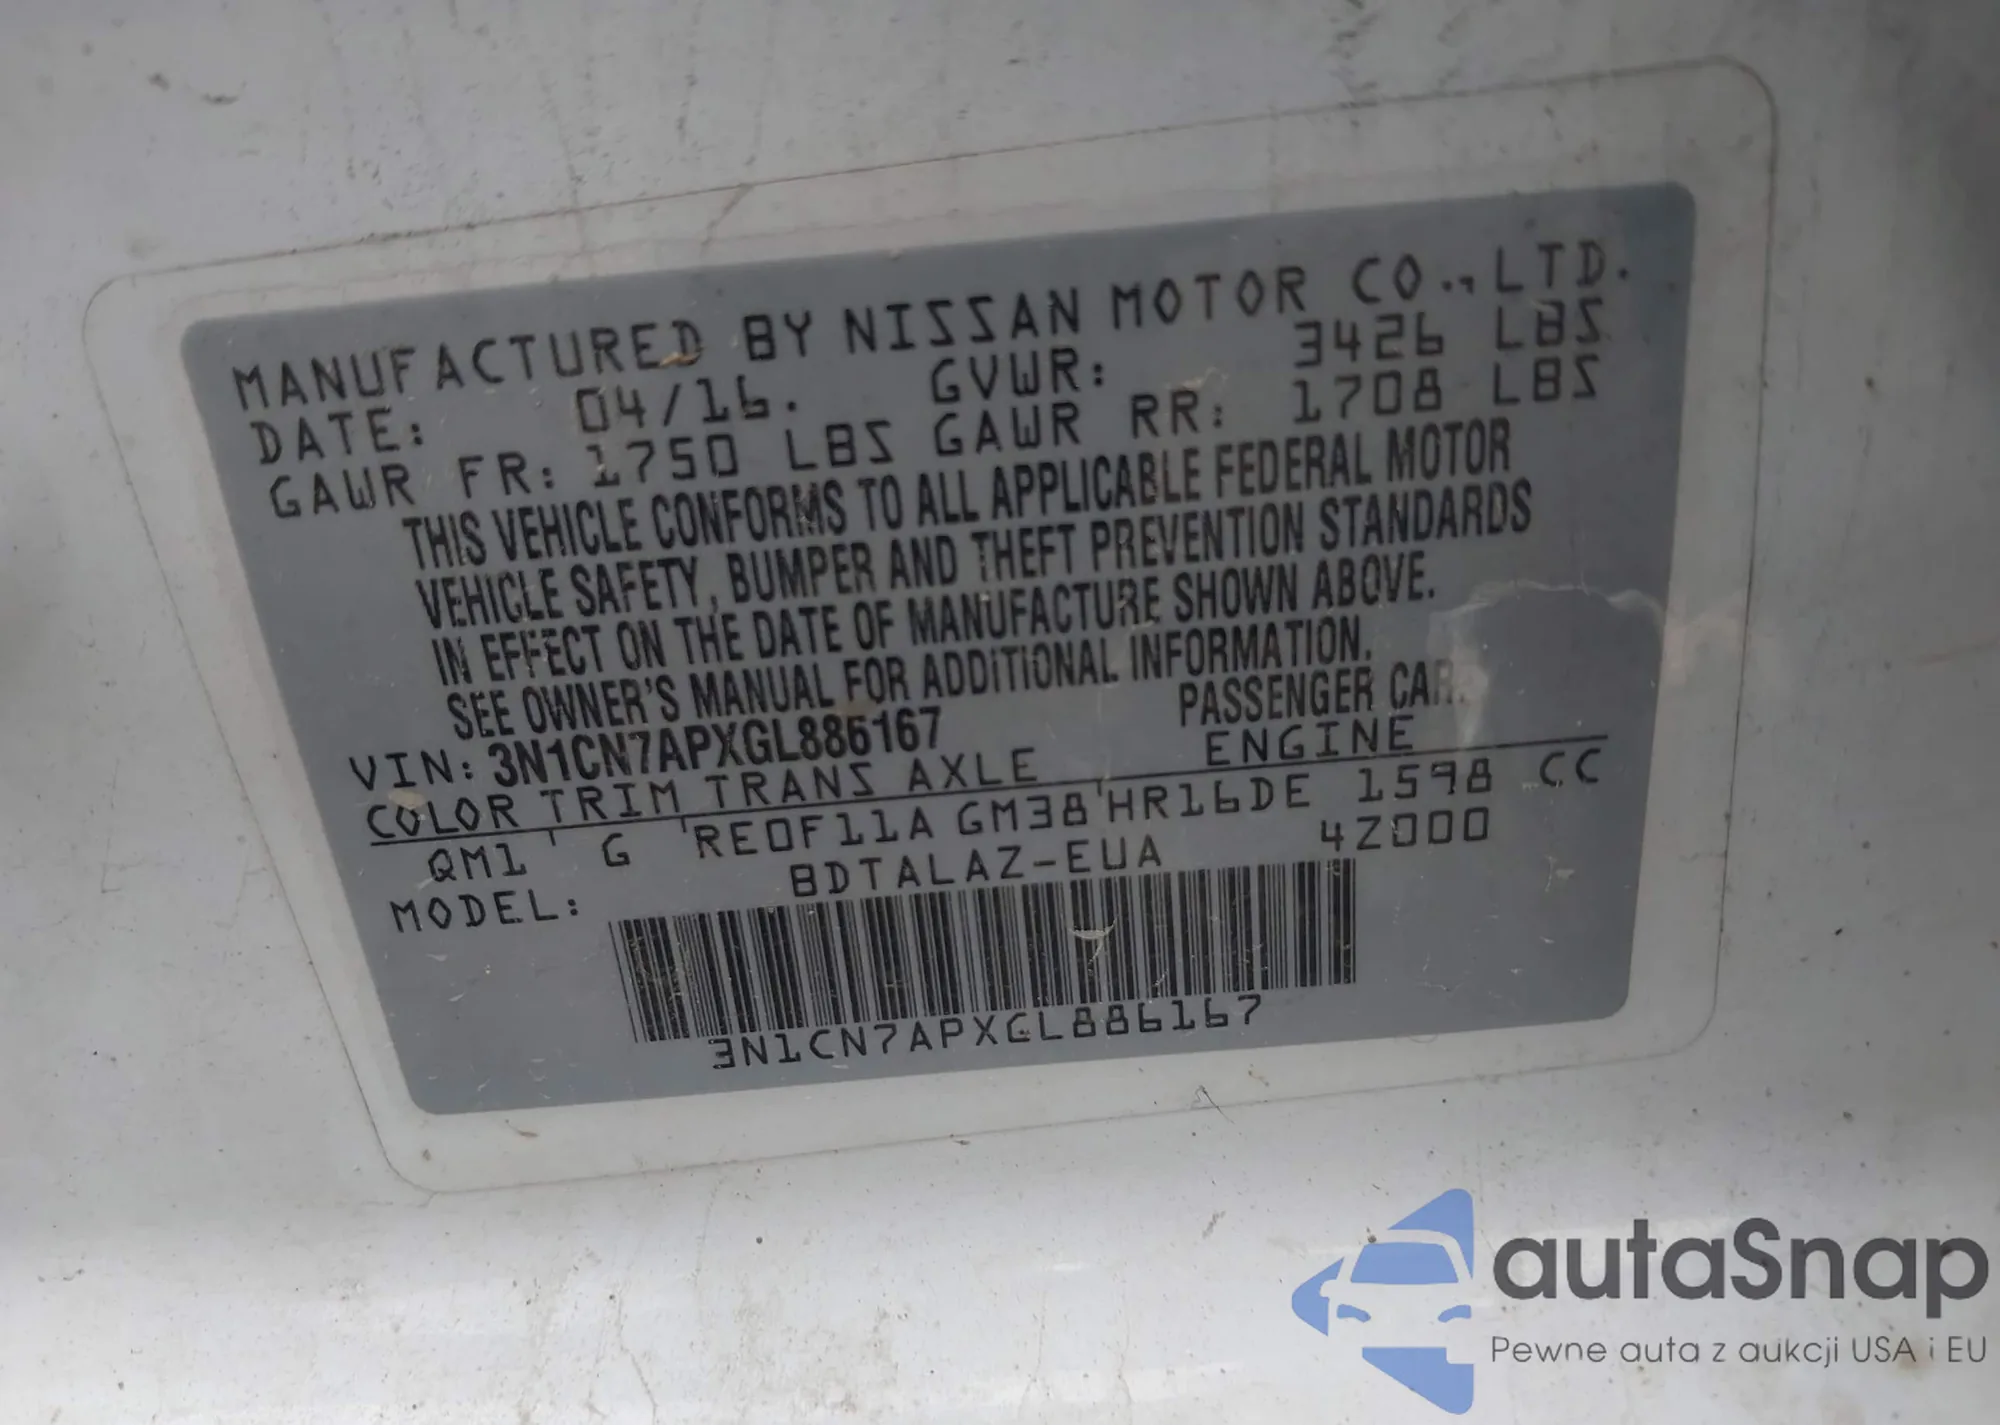 MANUFACTURED BY NISSAN MOTOR CO., LTD.
DATE: 04/16. GVWR: 3426 LBS
GAWR FR: 1750 LBS GAWR RR: 1708 LBS
THIS VEHICLE CONFORMS TO ALL APPLICABLE FEDERAL MOTOR
VEHICLE SAFETY, BUMPER AND THEFT PREVENTION STANDARDS
IN EFFECT ON THE DATE OF MANUFACTURE SHOWN ABOVE.
SEE OWNER'S MANUAL FOR ADDITIONAL INFORMATION.
VIN: 3N1CN7APXGL886167 PASSENGER CAR.
COLOR TRIM TRANS AXLE ENGINE
QM1 G RE0F11A GM38 HR16DE 1598 CC
MODEL: BDTALAZ-EUA 4Z000
3N1CN7APXGL886167
autaSnap
Pewne auta z aukcji USA i EU